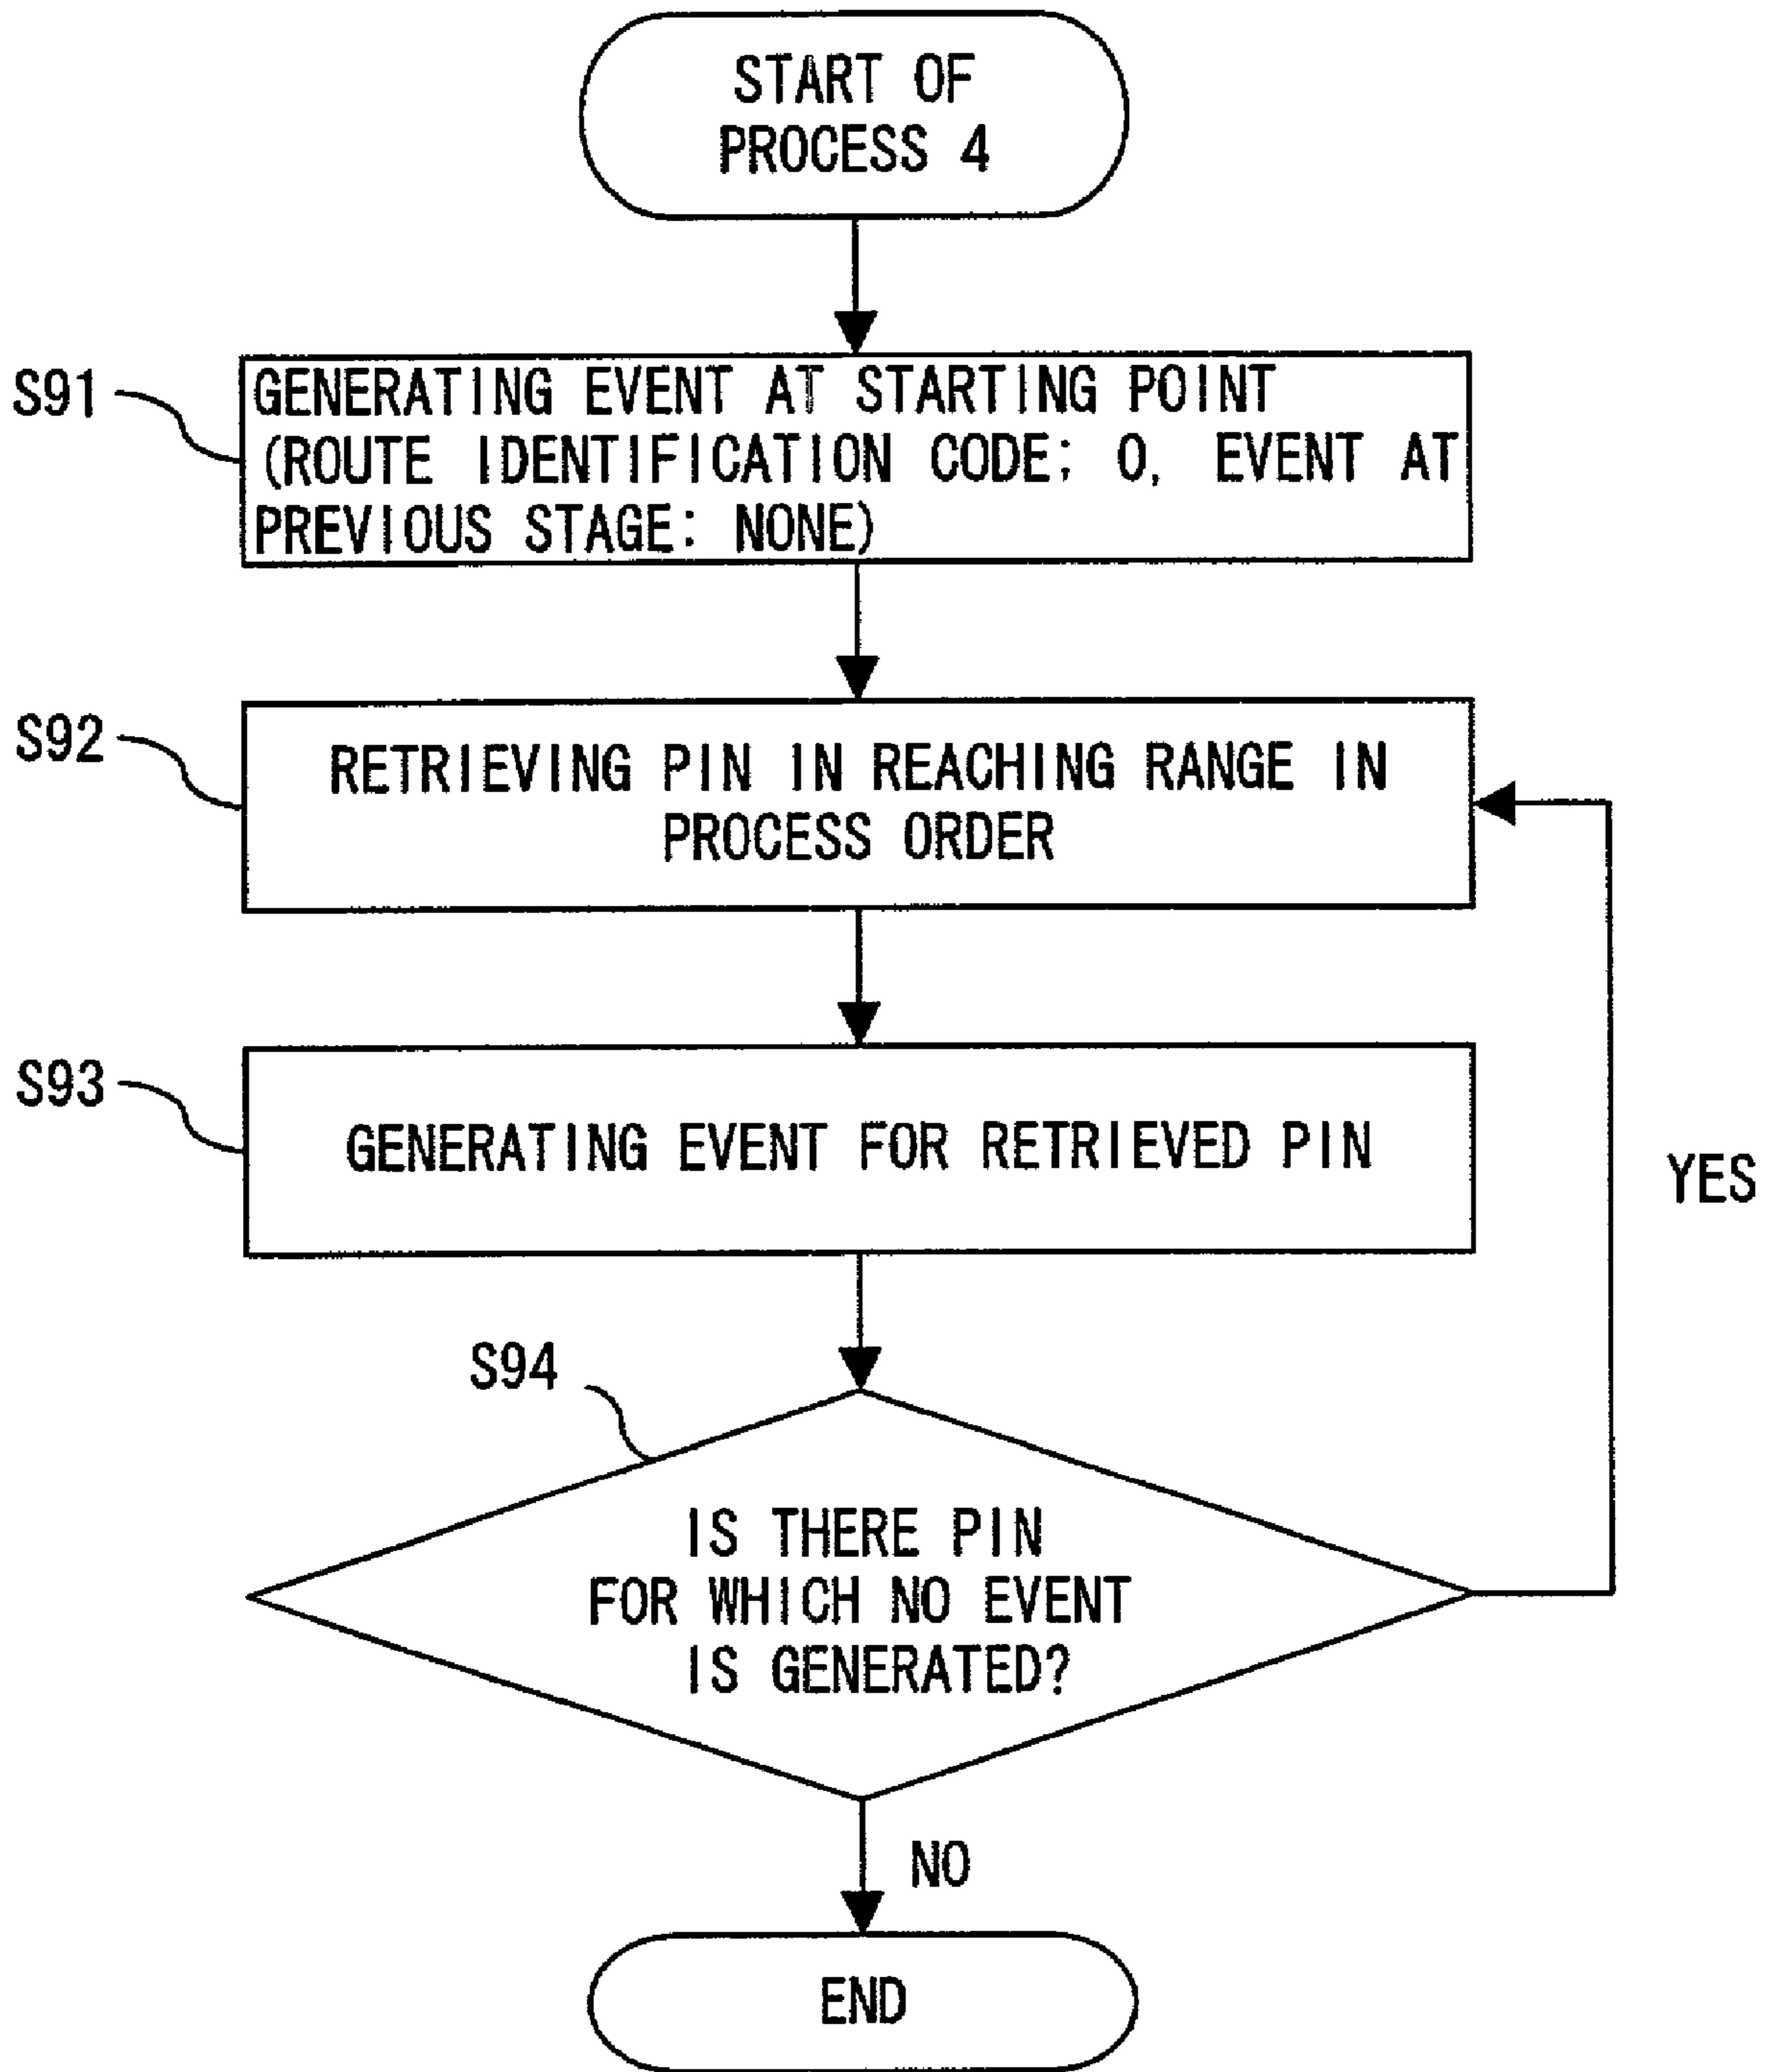 START OF
PROCESS 4
S91
GENERATING EVENT AT STARTING POINT
(ROUTE IDENTIFICATION CODE; 0, EVENT AT
PREVIOUS STAGE: NONE)
S92
RETRIEVING PIN IN REACHING RANGE IN
PROCESS ORDER
S93
GENERATING EVENT FOR RETRIEVED PIN
YES
S94
IS THERE PIN
FOR WHICH NO EVENT
IS GENERATED?
NO
END